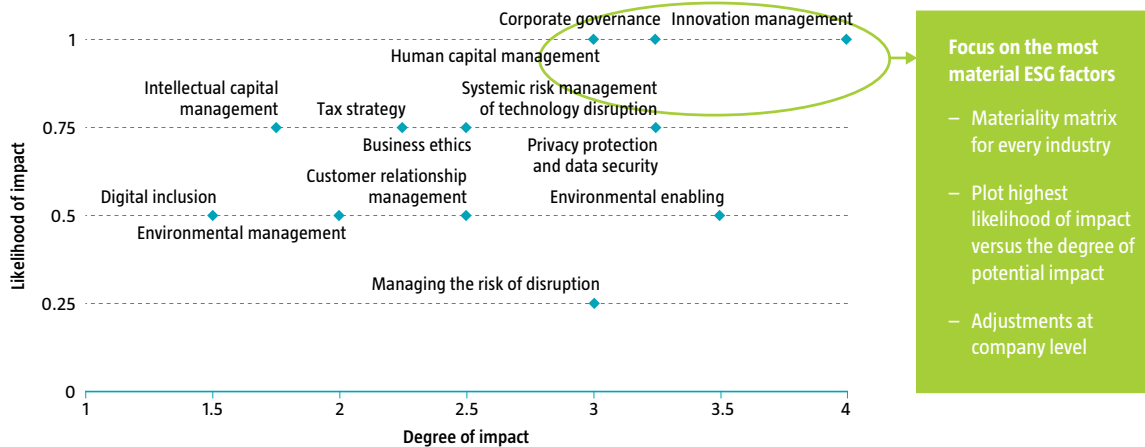 Corporate governance
Innovation management
1
Human capital management
Intellectual capital
management
Tax strategy
Systemic risk management
of technology disruption
0.75
Business ethics
Privacy protection
and data security
Customer relationship
management
Digital inclusion
Environmental enabling
0.5
Environmental management
Managing the risk of disruption
0.25
0
1
1.5
2
2.5
3
3.5
4
Likelihood of impact
Degree of impact
Focus on the most
material ESG factors
– Materiality matrix
for every industry
– Plot highest
likelihood of impact
versus the degree of
potential impact
– Adjustments at
company level